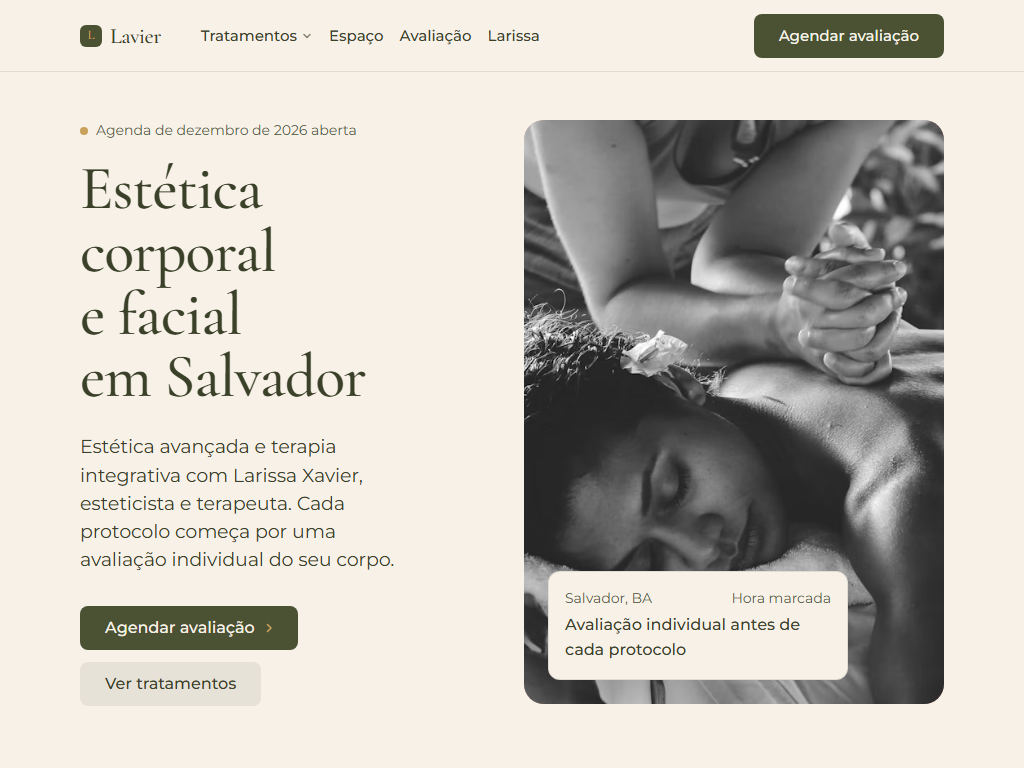 L Lavier
Tratamentos Espaço Avaliação Larissa
Agendar avaliação
Agenda de dezembro de 2026 aberta
Estética
corporal
e facial
em Salvador
Estética avançada e terapia
integrativa com Larissa Xavier,
esteticista e terapeuta. Cada
protocolo começa por uma
avaliação individual do seu corpo.
Agendar avaliação
Ver tratamentos
Salvador, BA Hora marcada
Avaliação individual antes de
cada protocolo